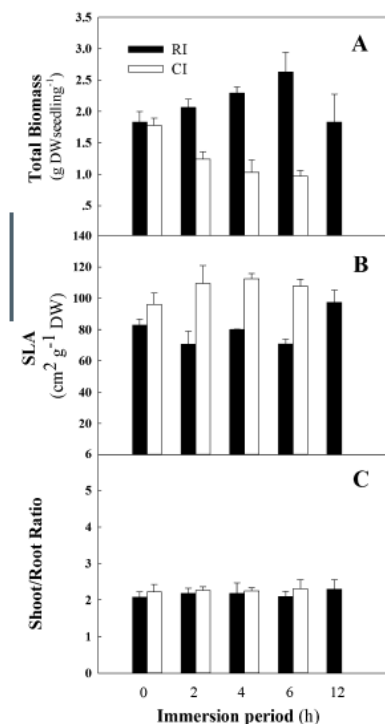 3.5
A
RI
CI
3.0
2.5
2.0
1.5
1.0
.5
Total Biomass
(g DW seedling-1)
140
B
120
100
80
60
40
20
SLA
(cm2 g-1 DW)
6
C
5
4
3
2
1
0
Shoot/Root Ratio
0 2 4 6 12
Immersion period (h)